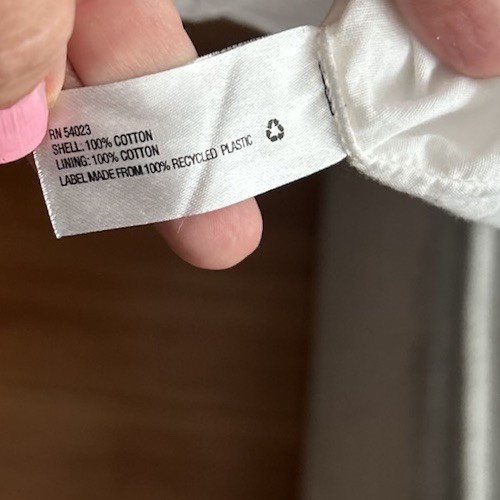 RN 54023
SHELL: 100% COTTON
LINING: 100% COTTON
LABEL MADE FROM 100% RECYCLED PLASTIC